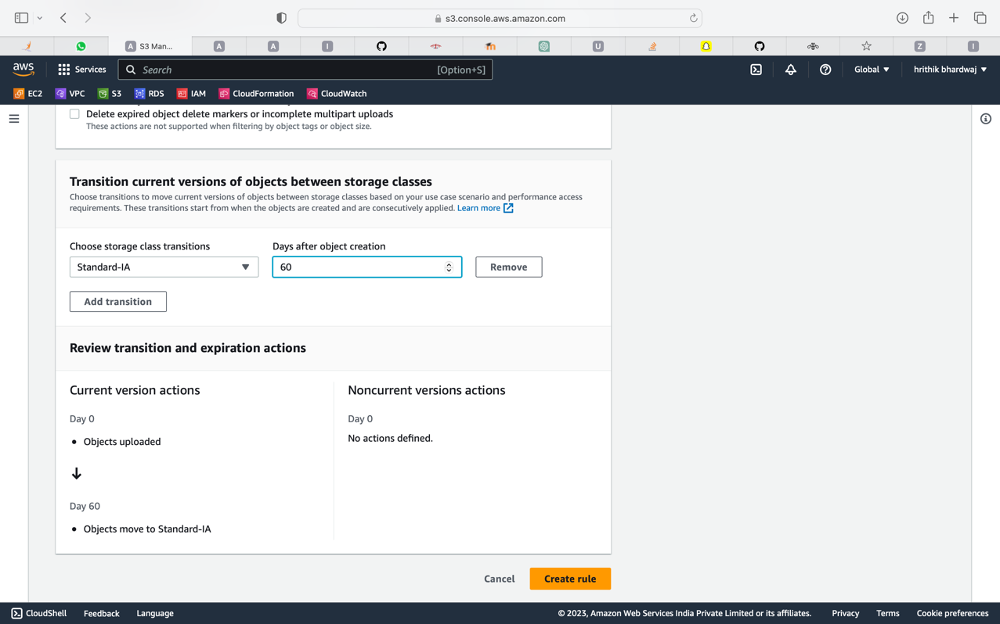 s3.console.aws.amazon.com
A S3 Man... A A I U Z I
aws Services Search [Option+S] Global ▼ hrithik bhardwaj ▼
EC2 VPC S3 RDS IAM CloudFormation CloudWatch
Delete expired object delete markers or incomplete multipart uploads
These actions are not supported when filtering by object tags or object size.
Transition current versions of objects between storage classes
Choose transitions to move current versions of objects between storage classes based on your use case scenario and performance access
requirements. These transitions start from when the objects are created and are consecutively applied. Learn more
Choose storage class transitions Days after object creation
Standard-IA 60 Remove
Add transition
Review transition and expiration actions
Current version actions Noncurrent versions actions
Day 0 Day 0
• Objects uploaded No actions defined.
Day 60
• Objects move to Standard-IA
Cancel Create rule
CloudShell Feedback Language © 2023, Amazon Web Services India Private Limited or its affiliates. Privacy Terms Cookie preferences